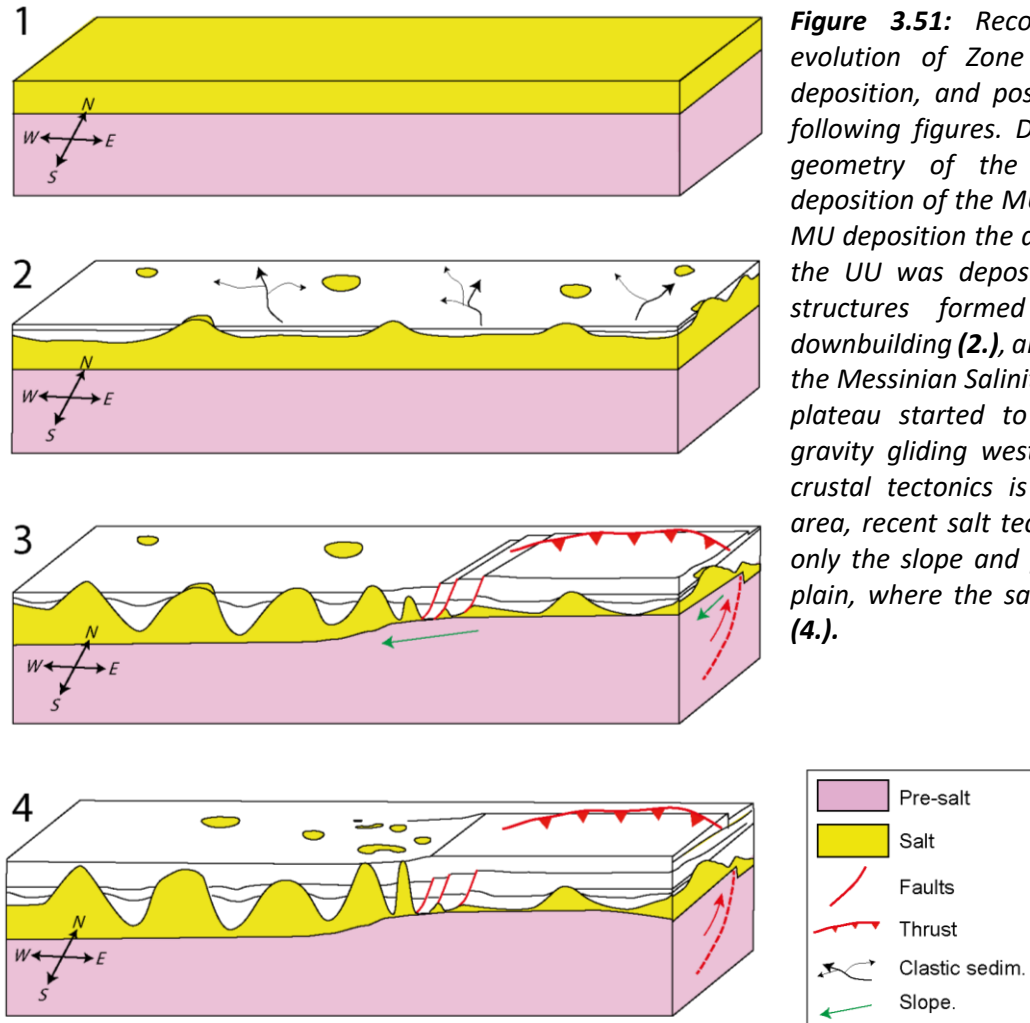 1
N
W E
S
2
N
W E
S
3
N
W E
S
4
N
W E
S
Figure 3.51: Reco
evolution of Zone
deposition, and pos
following figures. D
geometry of the
deposition of the MU
MU deposition the
the UU was depos
structures formed
downbuilding (2.), a
the Messinian Salini
plateau started to
gravity gliding west
crustal tectonics is
area, recent salt tec
only the slope and
plain, where the sa
(4.).
Pre-salt
Salt
Faults
Thrust
Clastic sedim.
Slope.